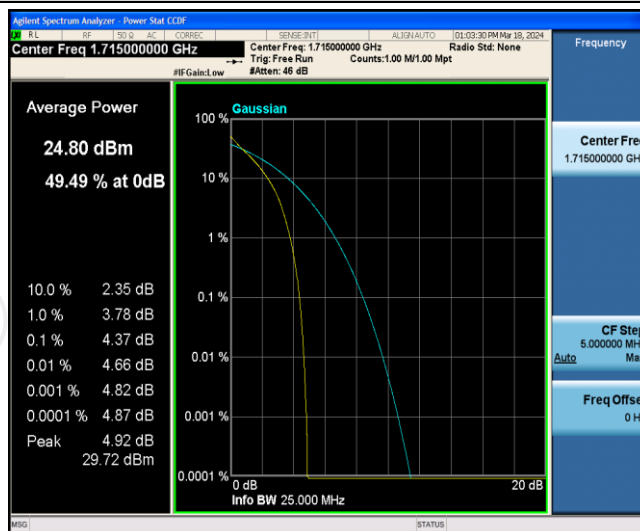 Agilent Spectrum Analyzer - Power Stat CCDF
RL RF 50 Ω AC CORREC SENSE:INT ALIGNAUTO 01:03:30 PM Mar 18, 2024
Center Freq 1.715000000 GHz
Center Freq: 1.715000000 GHz Radio Std: None
Trig: Free Run Counts:1.00 M/1.00 Mpt
#IFGain:Low #Atten: 46 dB
Frequency
Average Power
24.80 dBm
49.49 % at 0dB
10.0 % 2.35 dB
1.0 % 3.78 dB
0.1 % 4.37 dB
0.01 % 4.66 dB
0.001 % 4.82 dB
0.0001 % 4.87 dB
Peak 4.92 dB
29.72 dBm
Gaussian
100 %
10 %
1 %
0.1 %
0.01 %
0.001 %
0.0001 %
0 dB 20 dB
Info BW 25.000 MHz
Center Fre
1.715000000 GH
CF Step
5.000000 MH
Auto Ma
Freq Offse
0 H
MSG STATUS